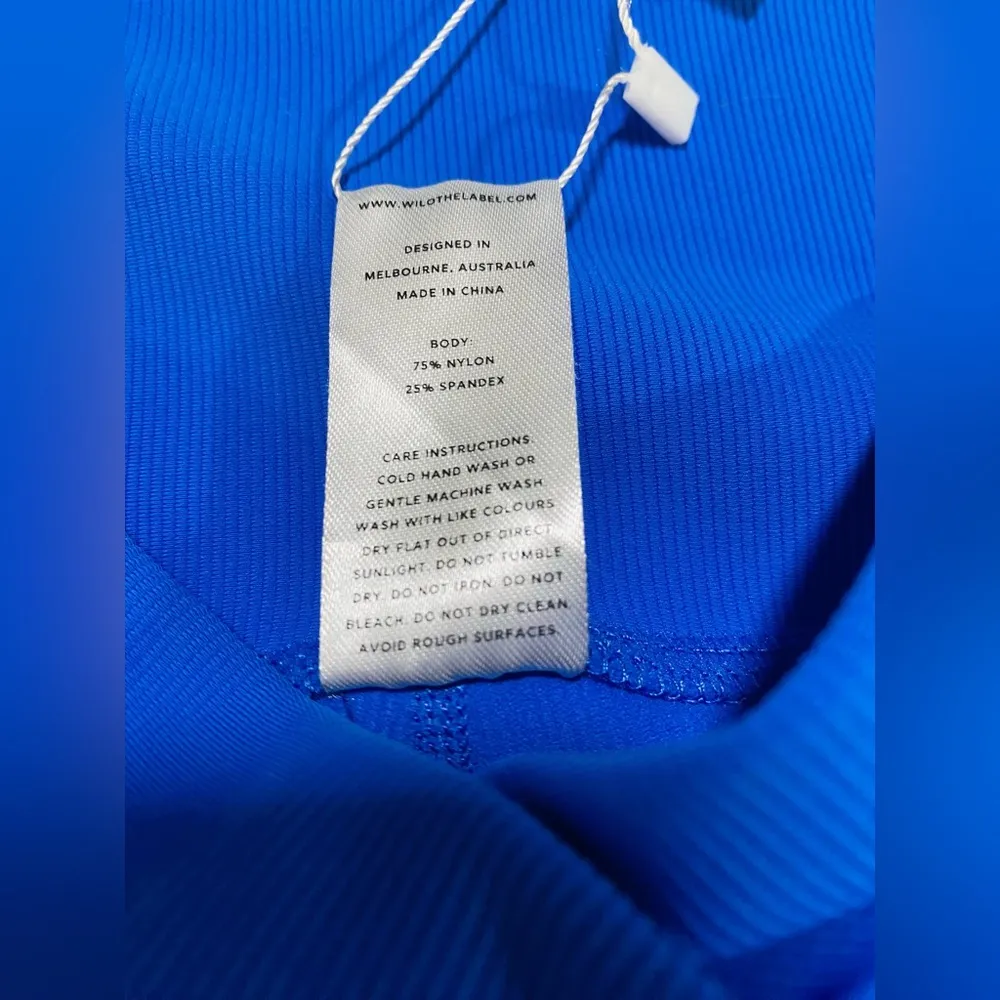 WWW.WILOTHELABEL.COM
DESIGNED IN
MELBOURNE, AUSTRALIA
MADE IN CHINA
BODY:
75% NYLON
25% SPANDEX
CARE INSTRUCTIONS.
COLD HAND WASH OR
GENTLE MACHINE WASH
WASH WITH LIKE COLOURS
DRY FLAT OUT OF DIRECT
SUNLIGHT. DO NOT TUMBLE
DRY. DO NOT IRON. DO NOT
BLEACH. DO NOT DRY CLEAN.
AVOID ROUGH SURFACES.